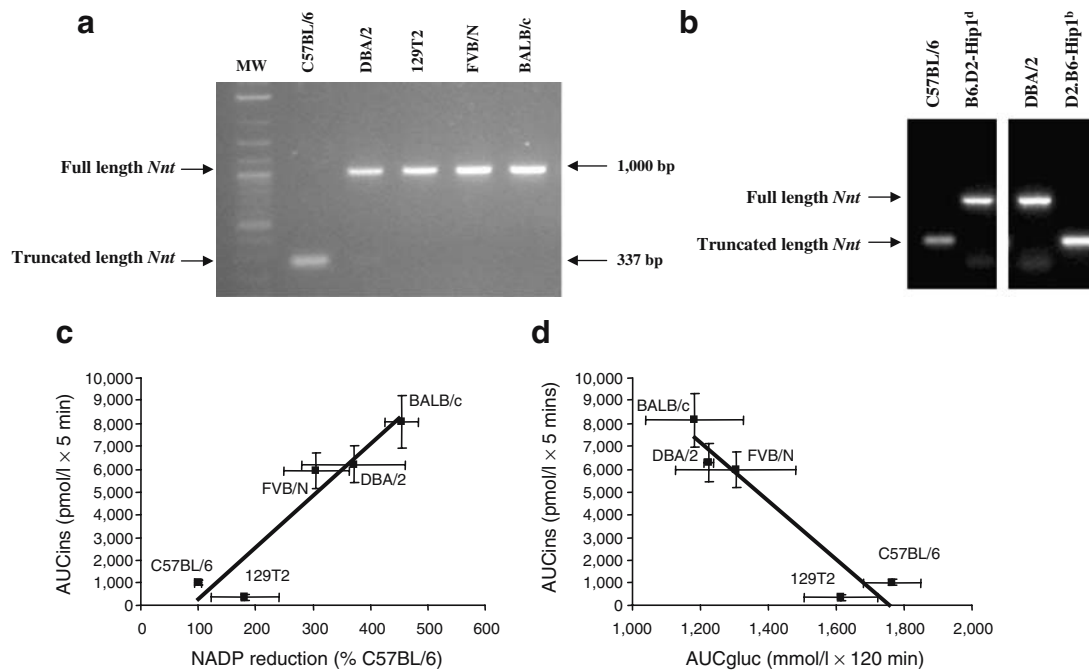 a
MW
C57BL/6
DBA/2
129T2
FVB/N
BALB/c
Full length Nnt
1,000 bp
Truncated length Nnt
337 bp
b
C57BL/6
B6.D2-Hip1d
DBA/2
D2.B6-Hip1b
Full length Nnt
Truncated length Nnt
c
AUCins (pmol/l × 5 min)
10,000
9,000
8,000
7,000
6,000
5,000
4,000
3,000
2,000
1,000
0
BALB/c
FVB/N
DBA/2
C57BL/6
129T2
0
100
200
300
400
500
600
NADP reduction (% C57BL/6)
d
AUCins (pmol/l × 5 mins)
10,000
9,000
8,000
7,000
6,000
5,000
4,000
3,000
2,000
1,000
0
BALB/c
DBA/2
FVB/N
C57BL/6
129T2
1,000
1,200
1,400
1,600
1,800
2,000
AUCgluc (mmol/l × 120 min)